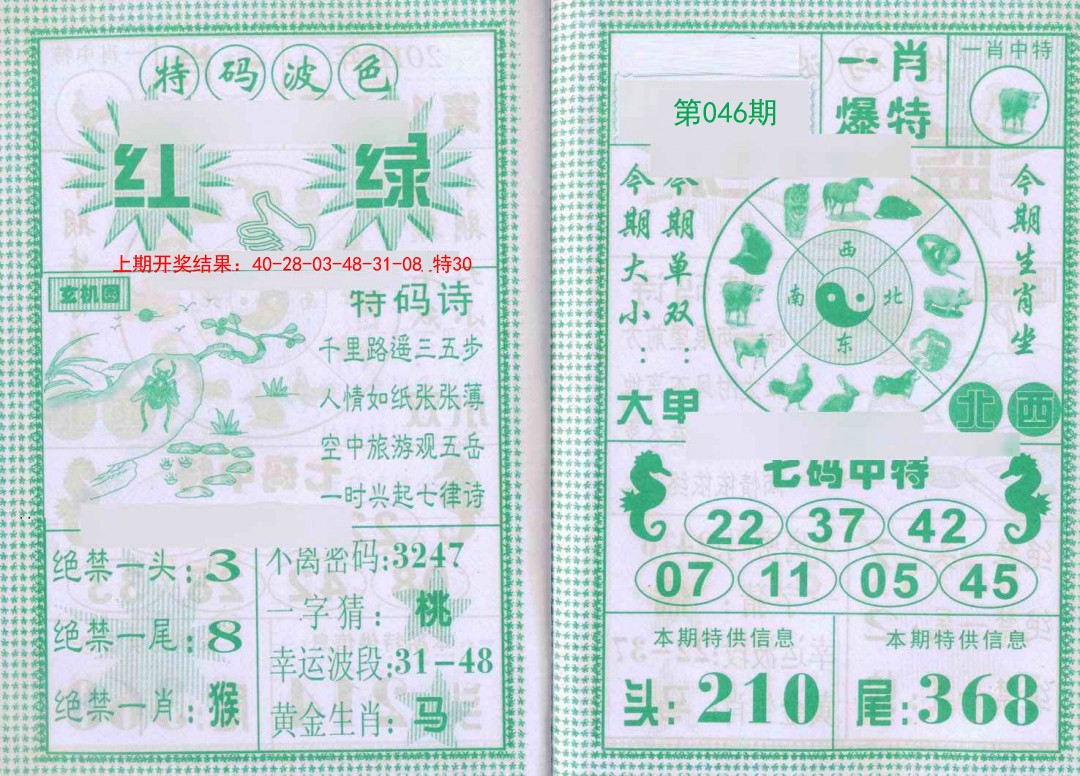 特码波色
红 绿
上期开奖结果：40-28-03-48-31-08 特30
玄机图
特码诗
千里路遥三五步
人情如纸张张薄
空中旅游观五岳
一时兴起七律诗
绝禁一头：3
绝禁一尾：8
绝禁一肖：猴
不离密码：3247
一字猜：桃
幸运波段：31－48
黄金生肖：马
第046期
一肖
爆特
一肖中特
今期大小：大
今期单双：单
西
南 北
东
今期生肖坐
北西
七码中特
22 37 42
07 11 05 45
本期特供信息
头：210
本期特供信息
尾：368